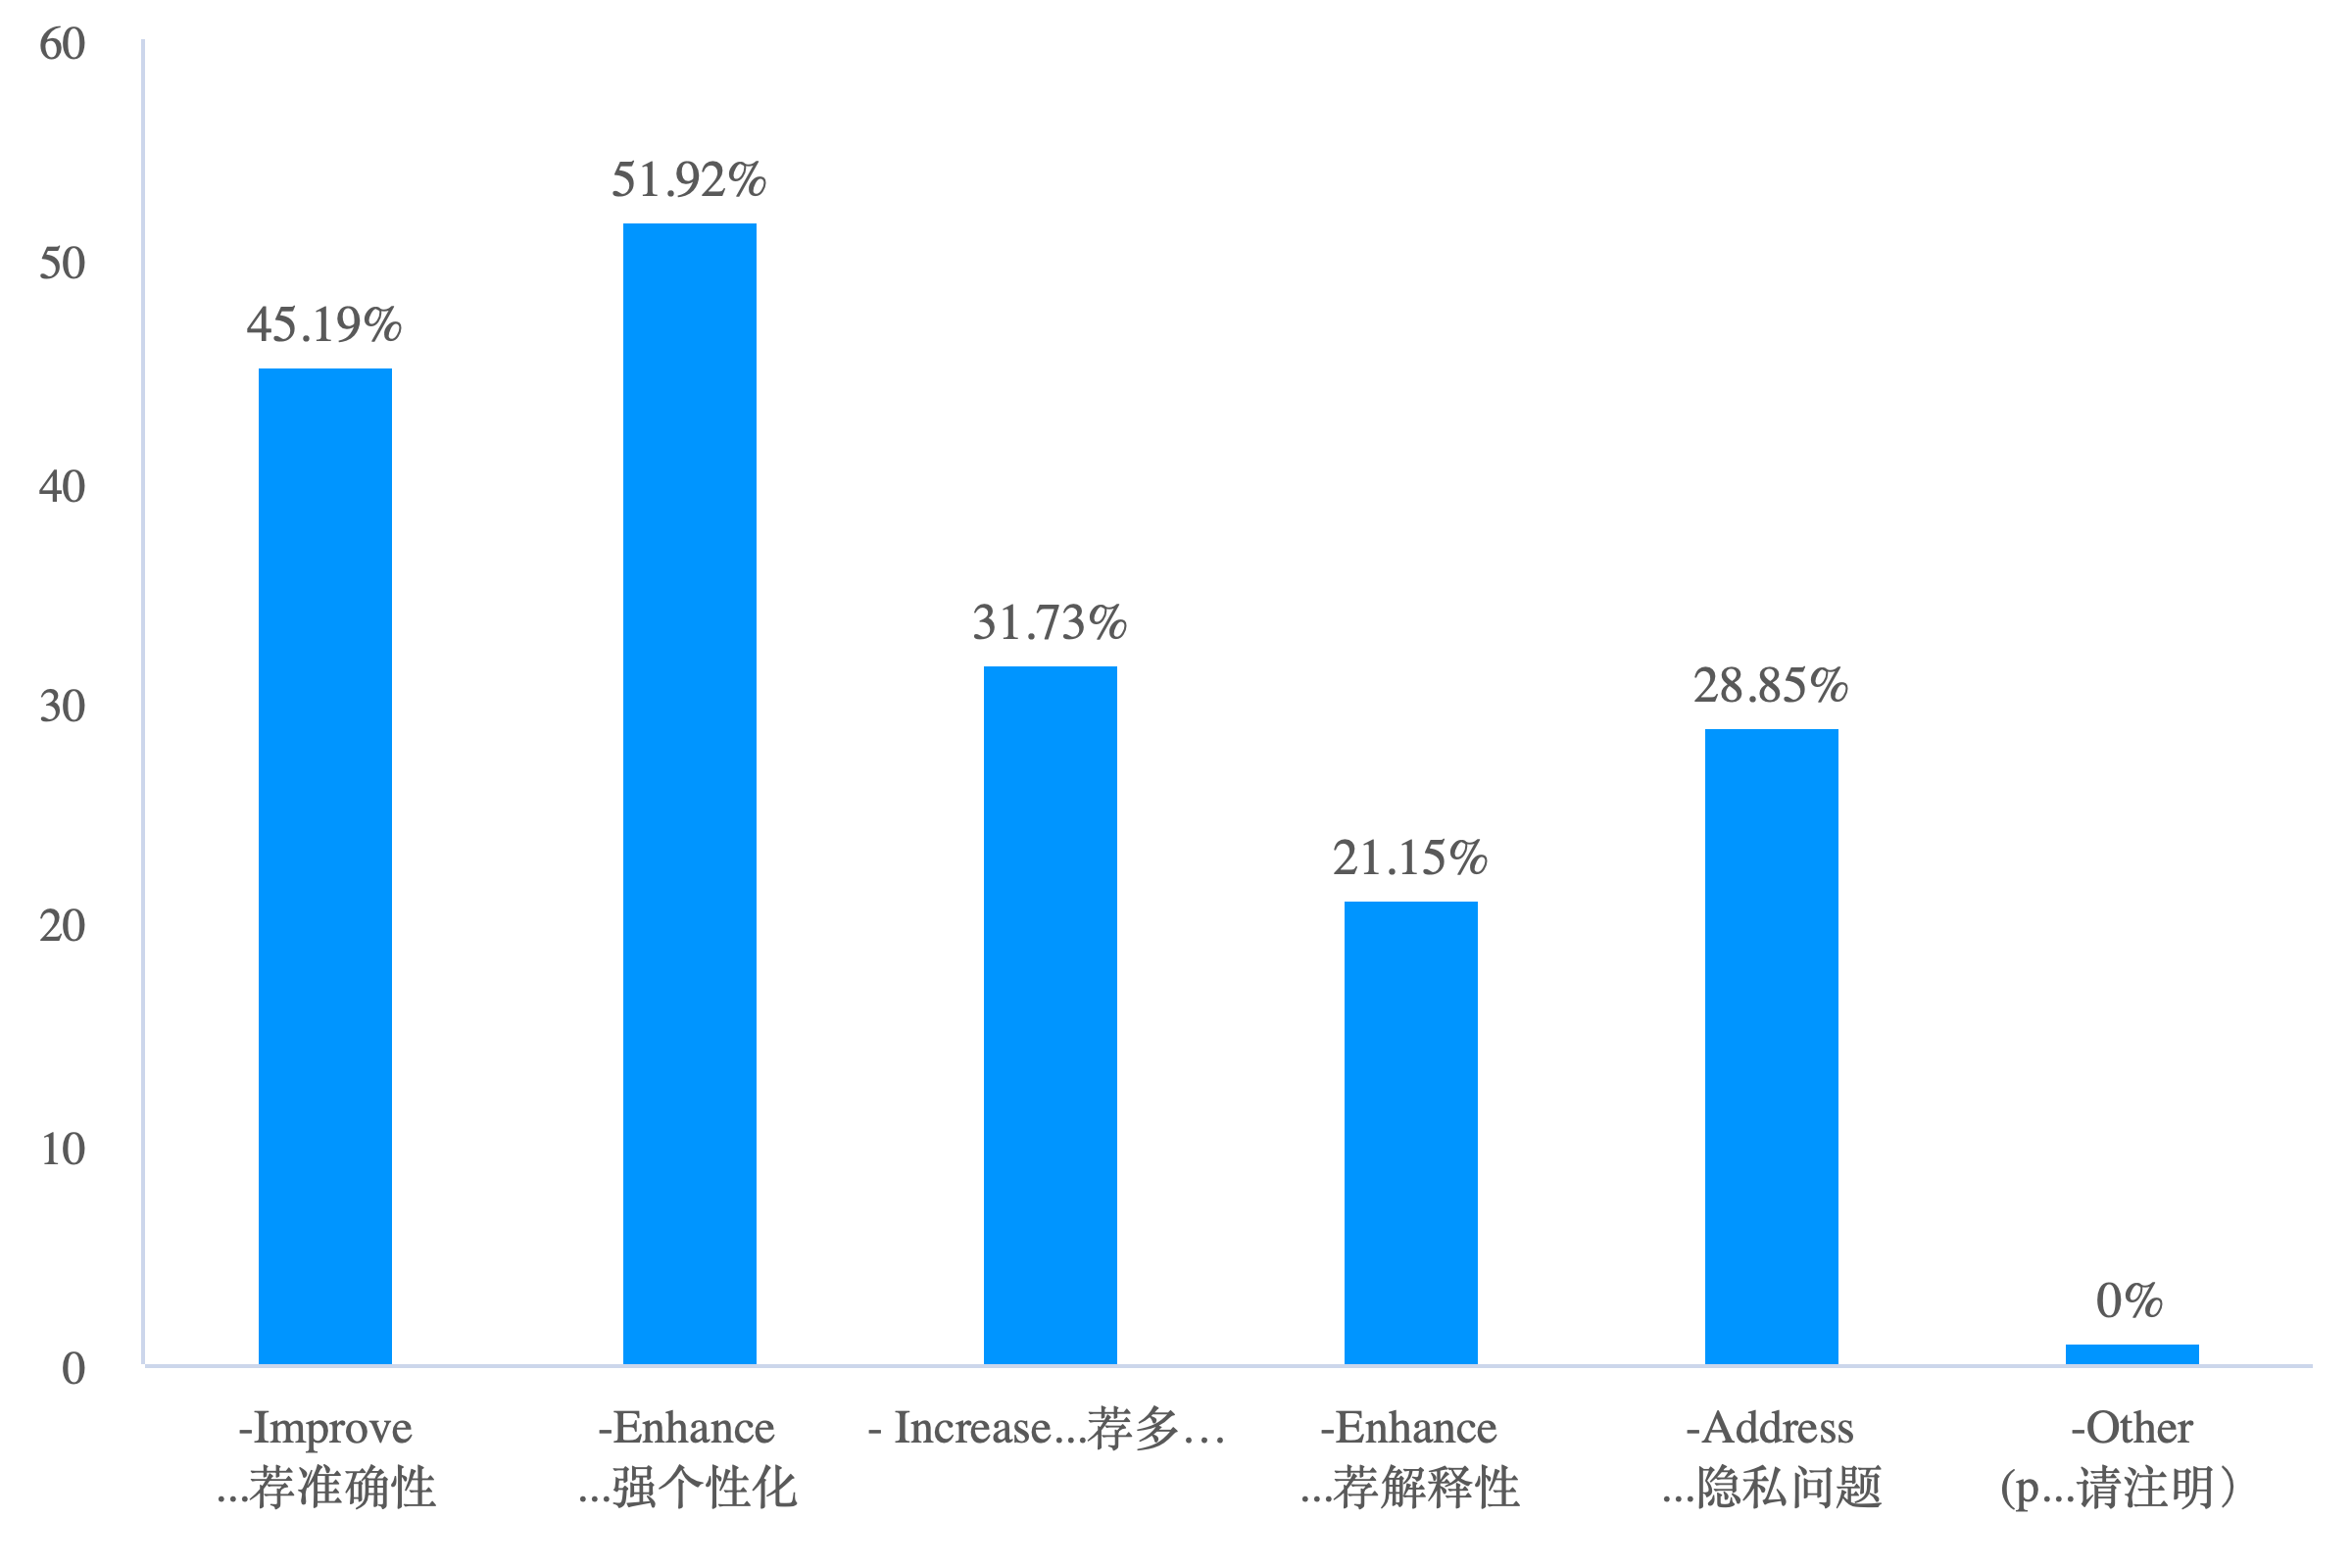 60
50
40
30
20
10
0
45.19%
51.92%
31.73%
21.15%
28.85%
0%
-Improve
...荐准确性
-Enhance
...强个性化
- Increase...荐多…
-Enhance
...荐解释性
-Address
...隐私问题
-Other
(p...请注明）